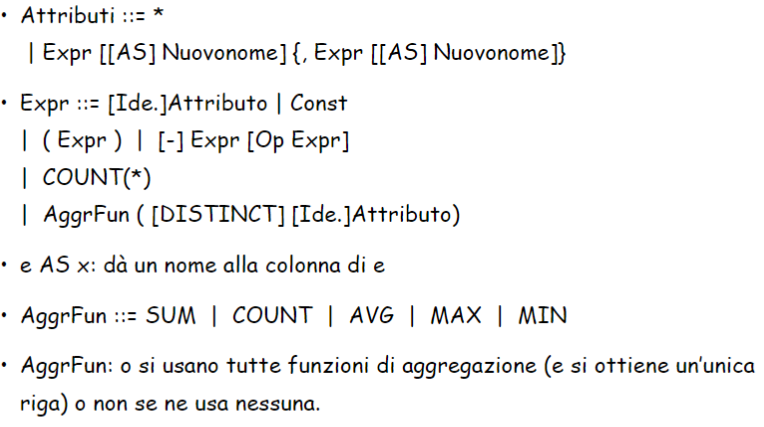 • Attributi ::= *
| Expr [[AS] Nuovonome] {, Expr [[AS] Nuovonome]}
• Expr ::= [Ide.]Attributo | Const
| ( Expr ) | [-] Expr [Op Expr]
| COUNT(*)
| AggrFun ( [DISTINCT] [Ide.]Attributo)
• e AS x: dà un nome alla colonna di e
• AggrFun ::= SUM | COUNT | AVG | MAX | MIN
• AggrFun: o si usano tutte funzioni di aggregazione (e si ottiene un'unica
riga) o non se ne usa nessuna.